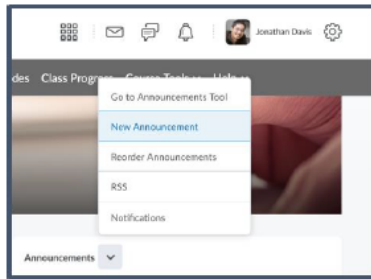 Jonathan Davis
des Class Progress Course Tools Help
Go to Announcements Tool
New Announcement
Reorder Announcements
RSS
Notifications
Announcements